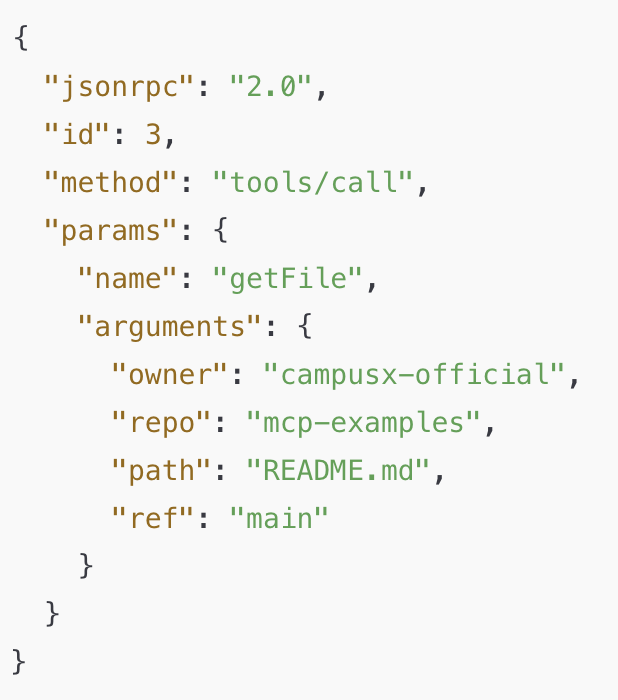 {
  "jsonrpc": "2.0",
  "id": 3,
  "method": "tools/call",
  "params": {
    "name": "getFile",
    "arguments": {
      "owner": "campusx-official",
      "repo": "mcp-examples",
      "path": "README.md",
      "ref": "main"
    }
  }
}